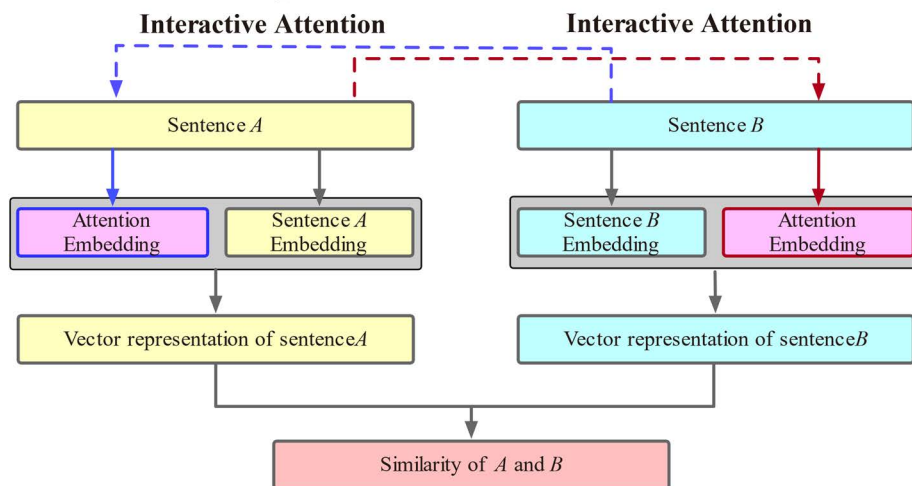 Interactive Attention
Interactive Attention
Sentence A
Sentence B
Attention
Embedding
Sentence A
Embedding
Sentence B
Embedding
Attention
Embedding
Vector representation of sentenceA
Vector representation of sentenceB
Similarity of A and B